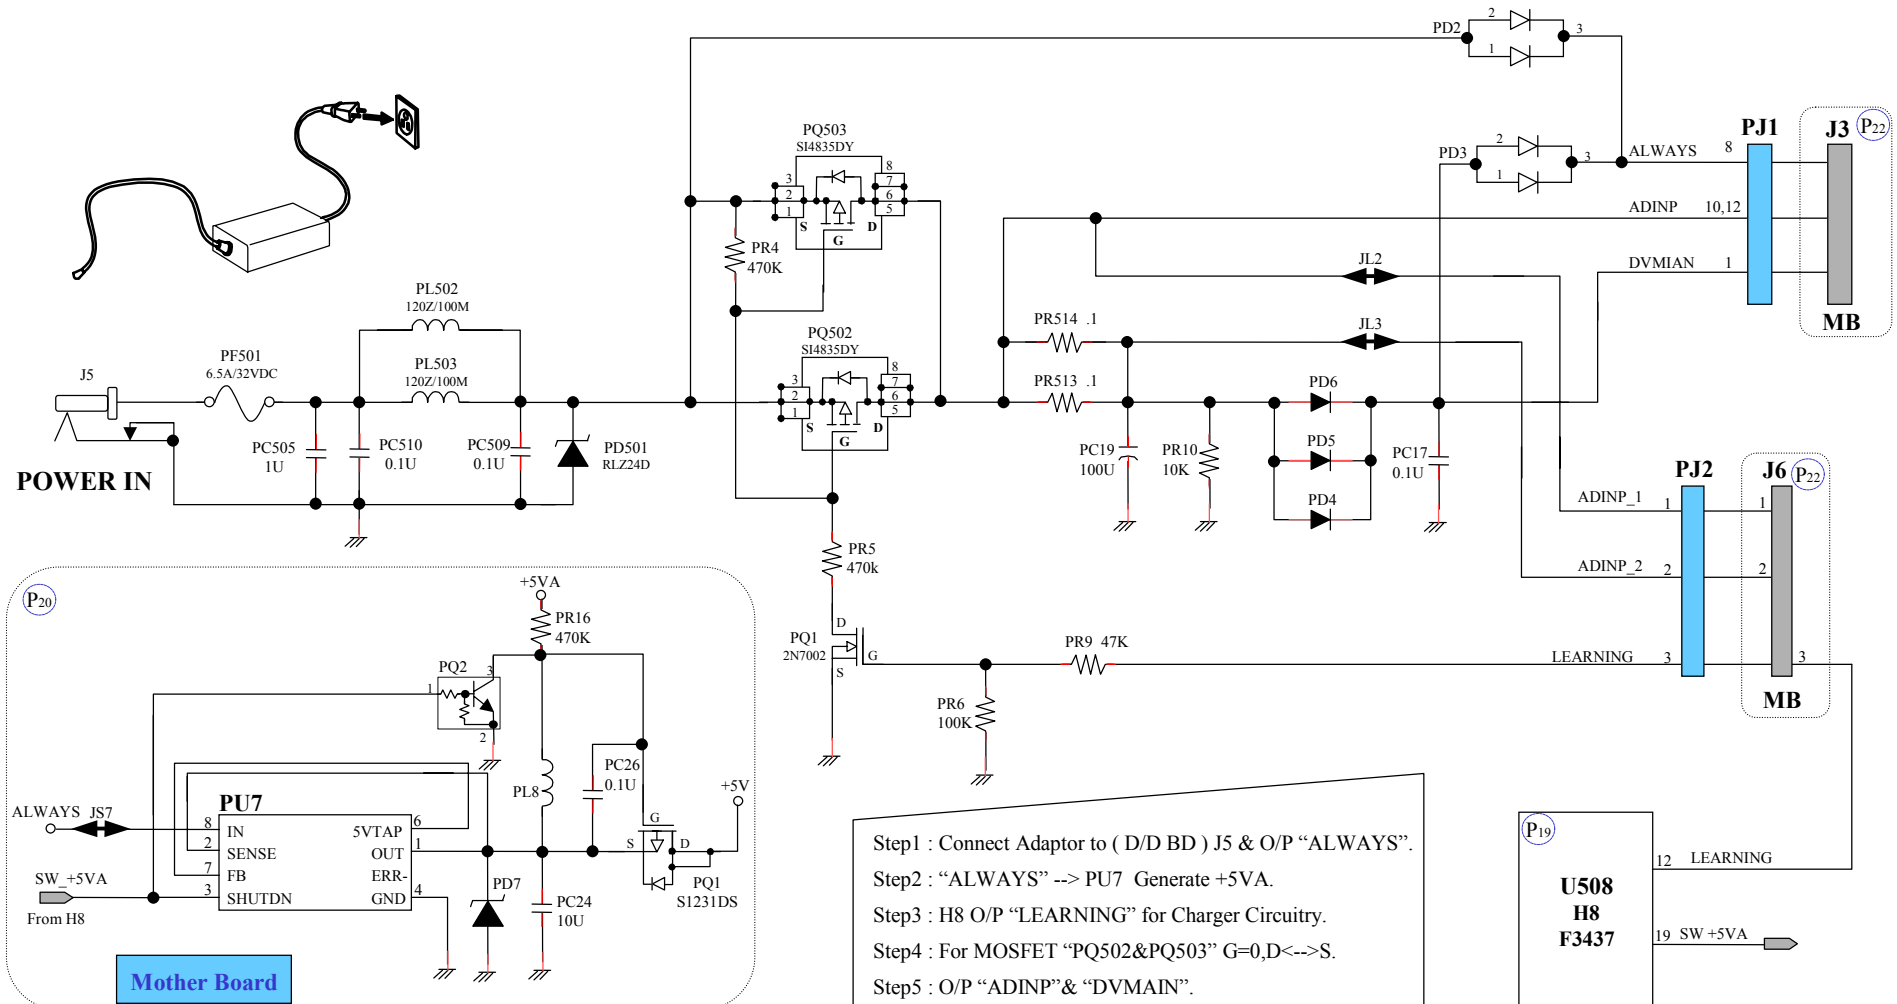 PD2
2
1
3
PD3
2
1
3
ALWAYS
8
PJ1
J3
P22
ADINP
10,12
DVMIAN
1
MB
PQ503
SI4835DY
3
2
1
8
7
6
5
S
G
D
PR4
470K
JL2
PL502
120Z/100M
PQ502
SI4835DY
3
2
1
8
7
6
5
S
G
D
PR514 .1
JL3
J5
PF501
6.5A/32VDC
PL503
120Z/100M
PR513 .1
PD6
PD5
PD4
POWER IN
PC505
1U
PC510
0.1U
PC509
0.1U
PD501
RLZ24D
PC19
100U
PR10
10K
PC17
0.1U
PJ2
J6
P22
ADINP_1
1
1
ADINP_2
2
2
LEARNING
3
3
MB
PR5
470k
PQ1
2N7002
D
G
S
PR9 47K
PR6
100K
P20
+5VA
PR16
470K
PQ2
1
3
2
PL8
PC26
0.1U
+5V
G
S
D
PQ1
S1231DS
ALWAYS
JS7
PU7
8
IN
2
SENSE
7
FB
3
SHUTDN
5VTAP
6
OUT
1
ERR-
GND
4
SW_+5VA
From H8
PD7
PC24
10U
Mother Board
Step1 : Connect Adaptor to ( D/D BD ) J5 & O/P “ALWAYS”.
Step2 : “ALWAYS” --> PU7 Generate +5VA.
Step3 : H8 O/P “LEARNING” for Charger Circuitry.
Step4 : For MOSFET “PQ502&PQ503” G=0,D<-->S.
Step5 : O/P “ADINP”& “DVMAIN”.
P19
U508
H8
F3437
12
LEARNING
19
SW +5VA